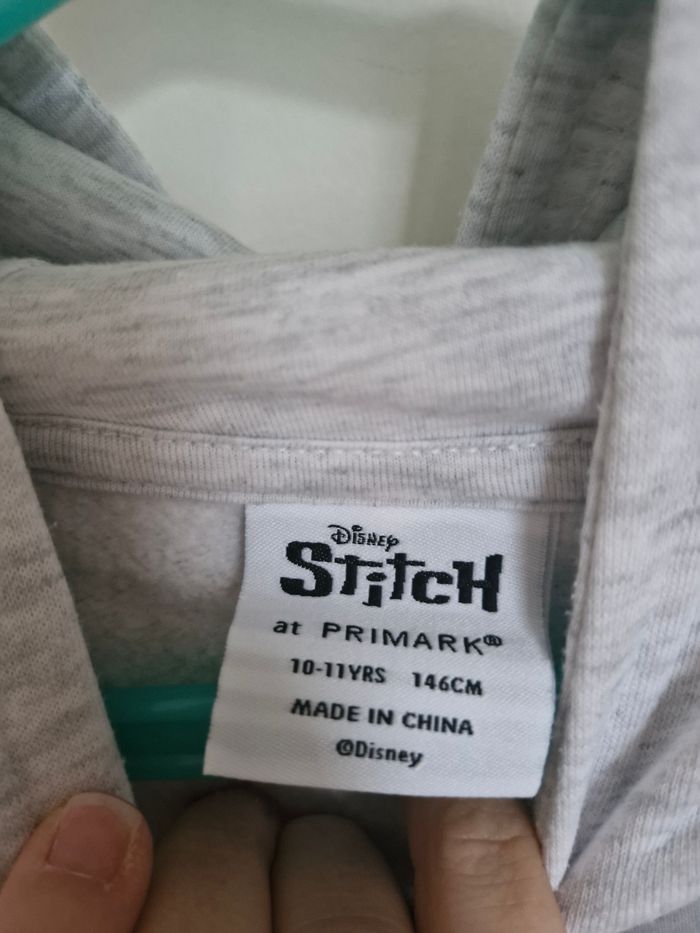 Disney
Stitch
at PRIMARK®
10-11YRS 146CM
MADE IN CHINA
©Disney